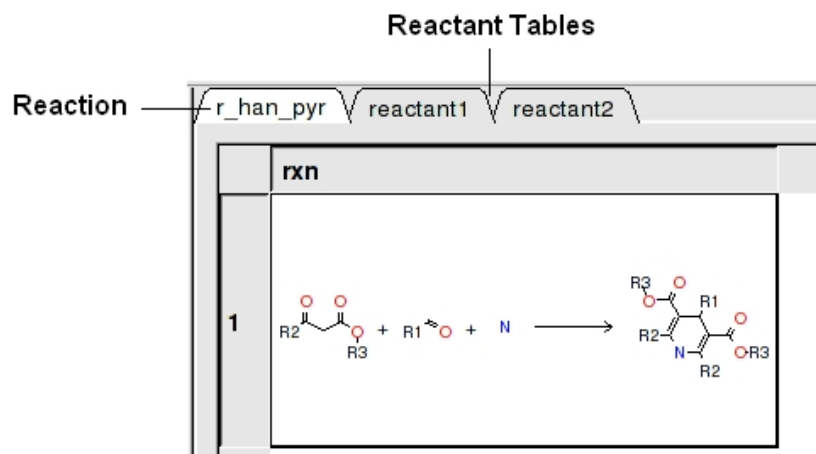 Reactant Tables
Reaction
r_han_pyr reactant1 reactant2
rxn
1
O O
R2 O R3 + R1 O + N
R3 O O R1 O R2 N O R3 R2